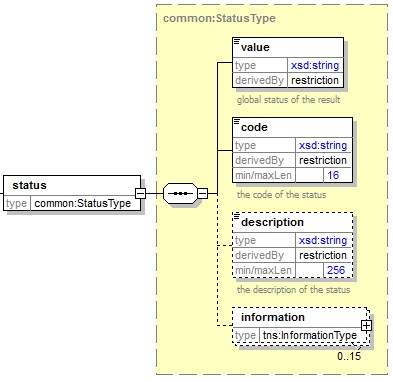 common:StatusType
value
type xsd:string
derivedBy restriction
global status of the result
code
type xsd:string
derivedBy restriction
min/maxLen 16
the code of the status
status
type common:StatusType
description
type xsd:string
derivedBy restriction
min/maxLen 256
the description of the status
information
type tns:InformationType
0..15